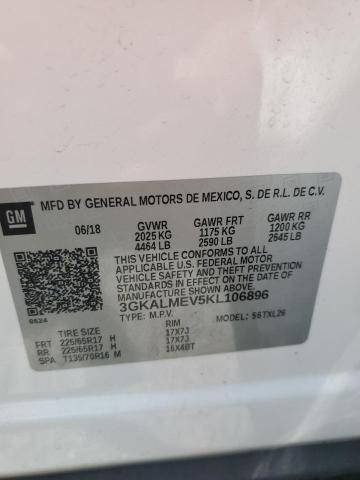 GM
MFD BY GENERAL MOTORS DE MEXICO, S. DE R.L. DE C.V.
06/18 GVWR GAWR FRT GAWR RR
2025 KG 1175 KG 1200 KG
4464 LB 2590 LB 2645 LB
THIS VEHICLE CONFORMS TO ALL
APPLICABLE U.S. FEDERAL MOTOR
VEHICLE SAFETY AND THEFT PREVENTION
STANDARDS IN EFFECT ON THE DATE OF
MANUFACTURE SHOWN ABOVE.
3GKALMEV5KL106896
TYPE: M.P.V. MODEL:
TIRE SIZE RIM
FRT 225/65R17 H 17X7J
RR 225/65R17 H 17X7J
SPA T135/70R16 M 16X4BT